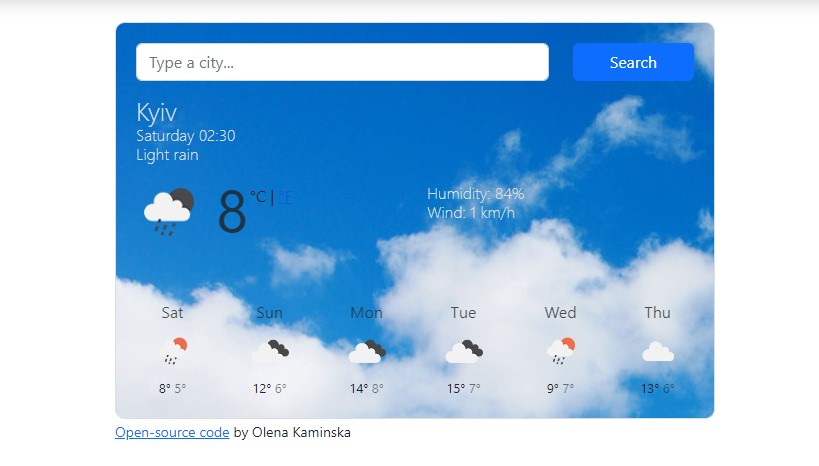 Type a city...
Search
Kyiv
Saturday 02:30
Light rain
8 °C | °F
Humidity: 84%
Wind: 1 km/h
Sat Sun Mon Tue Wed Thu
8° 5° 12° 6° 14° 8° 15° 7° 9° 7° 13° 6°
Open-source code by Olena Kaminska